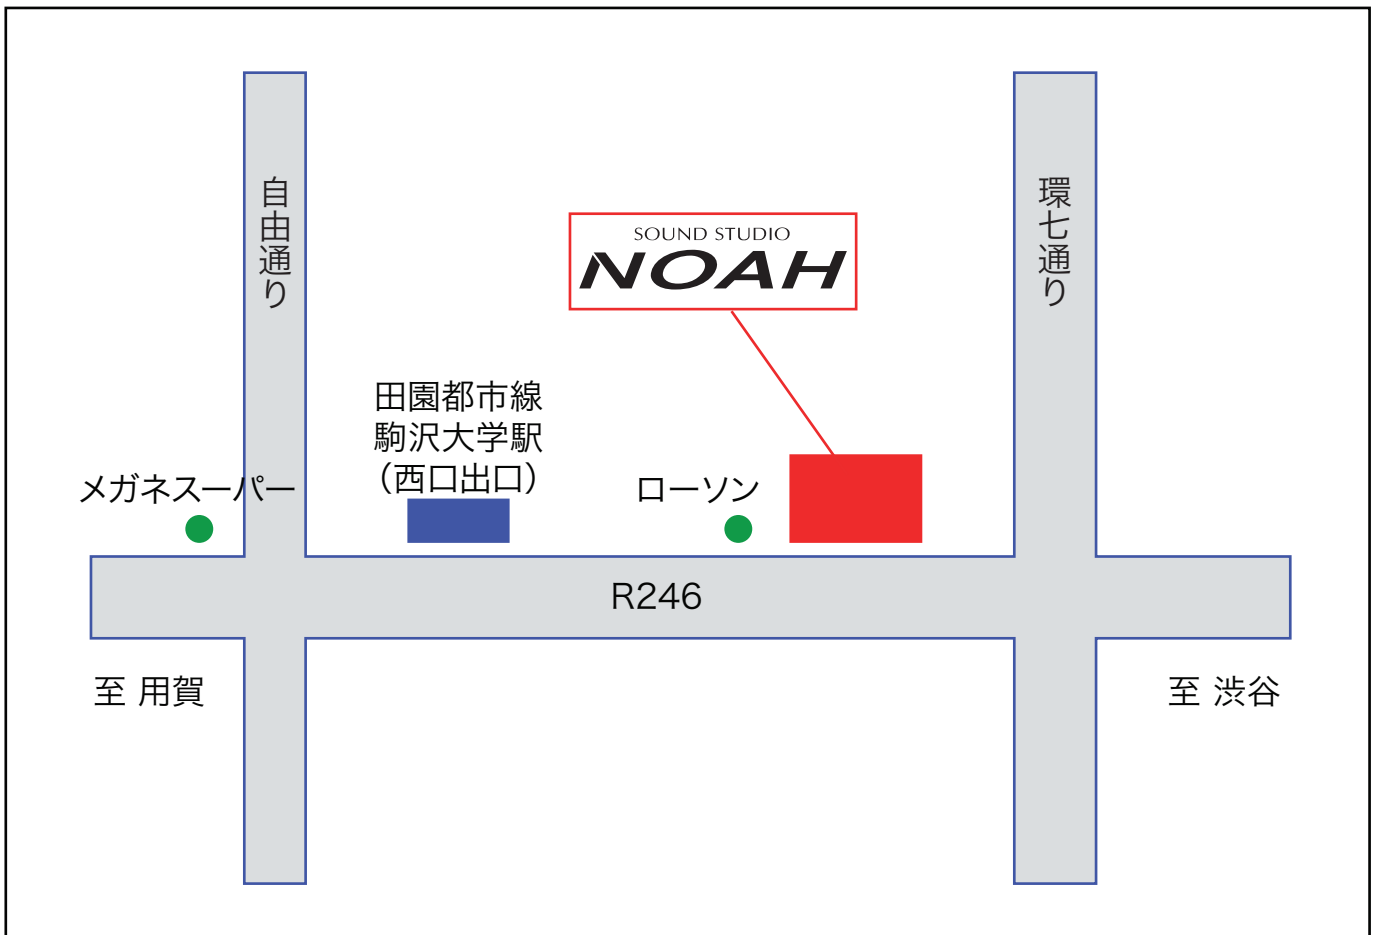 自由通り
環七通り
SOUND STUDIO
NOAH
田園都市線
駒沢大学駅
(西口出口)
メガネスーパー
ローソン
R246
至 用賀
至 渋谷